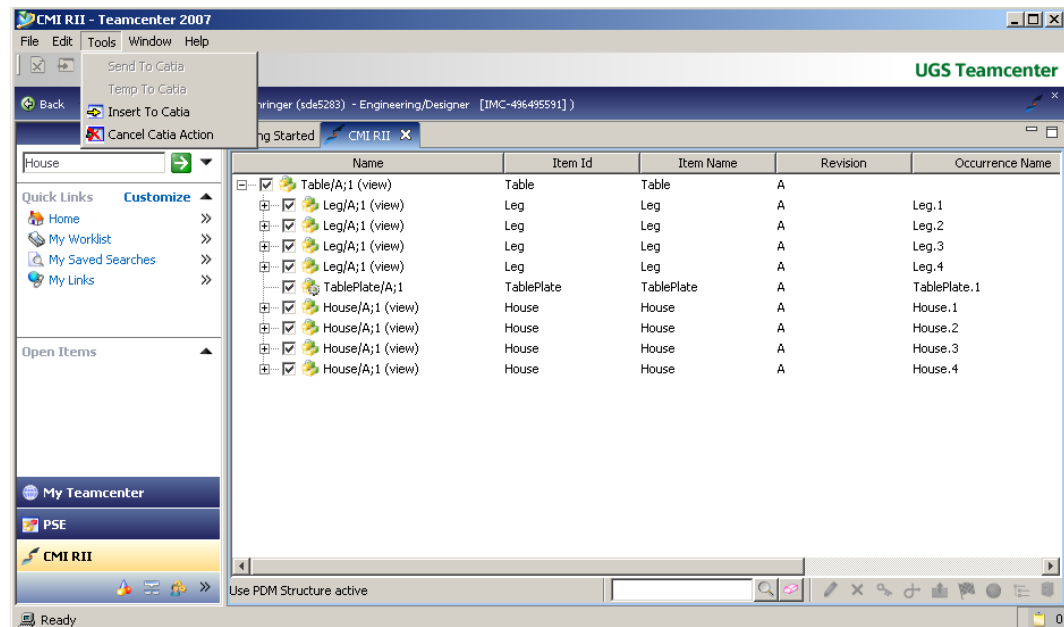 CMI RII - Teamcenter 2007
File Edit Tools Window Help
Send To Catia
Temp To Catia
Insert To Catia
Cancel Catia Action
UGS Teamcenter
Back
(sde5283) - Engineering/Designer [IMC-496495591] )
Started CMI RII
House
Quick Links Customize
Home
My Worklist
My Saved Searches
My Links
Open Items
My Teamcenter
PSE
CMI RII
Name Item Id Item Name Revision Occurrence Name
Table/A;1 (view) Table Table A
Leg/A;1 (view) Leg Leg A Leg.1
Leg/A;1 (view) Leg Leg A Leg.2
Leg/A;1 (view) Leg Leg A Leg.3
Leg/A;1 (view) Leg Leg A Leg.4
TablePlate/A;1 TablePlate TablePlate A TablePlate.1
House/A;1 (view) House House A House.1
House/A;1 (view) House House A House.2
House/A;1 (view) House House A House.3
House/A;1 (view) House House A House.4
Use PDM Structure active
Ready
0